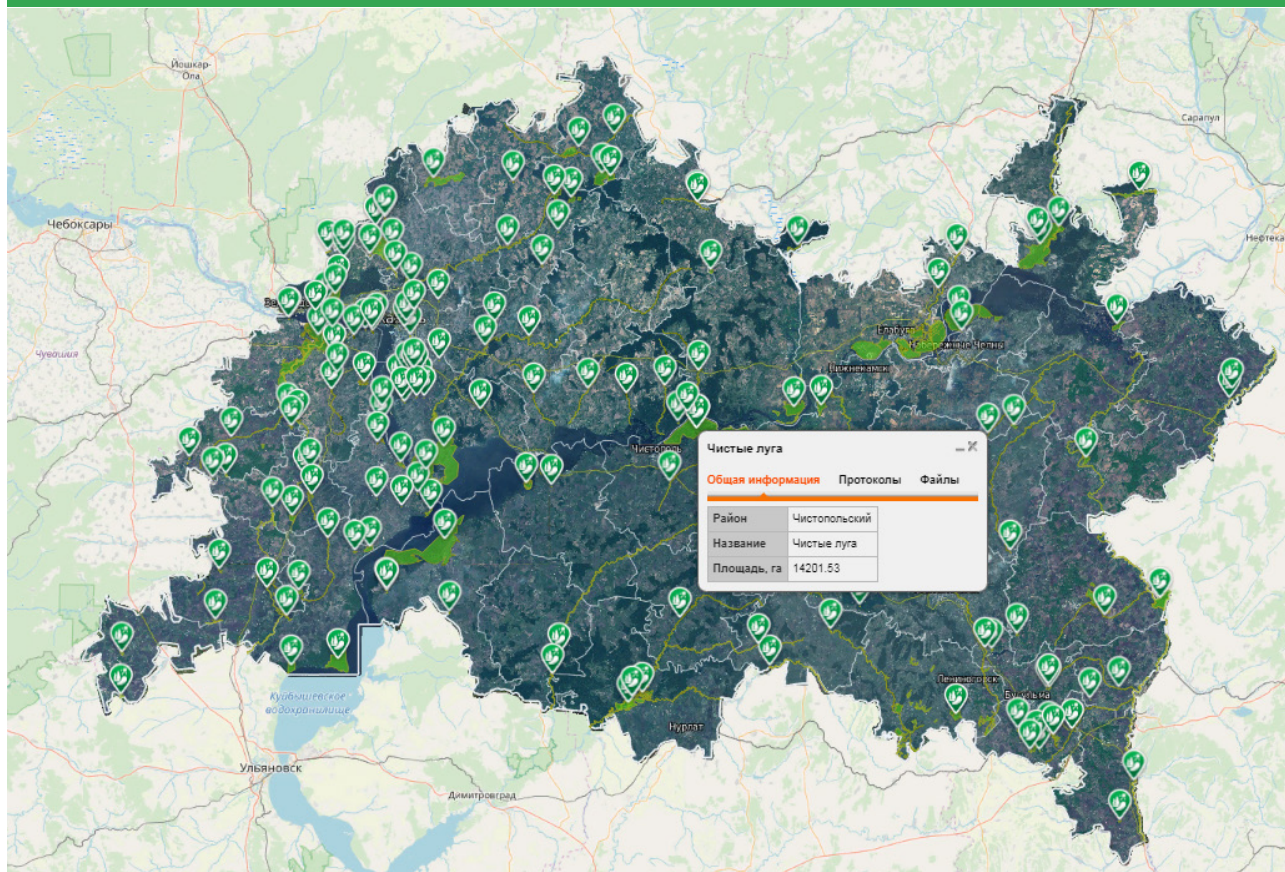 Йошкар-
Ола
Сарапул
Чебоксары
Нефтека
Казань
Чувашия
Елабуга
Набережные Челны
Нижнекамск
Чистополь
Чистые луга
Общая информация Протоколы Файлы
Район Чистопольский
Название Чистые луга
Площадь, га 14201.53
Лениногорск
Бугульма
Куйбышевское
водохранилище
Нурлат
Ульяновск
Димитровград